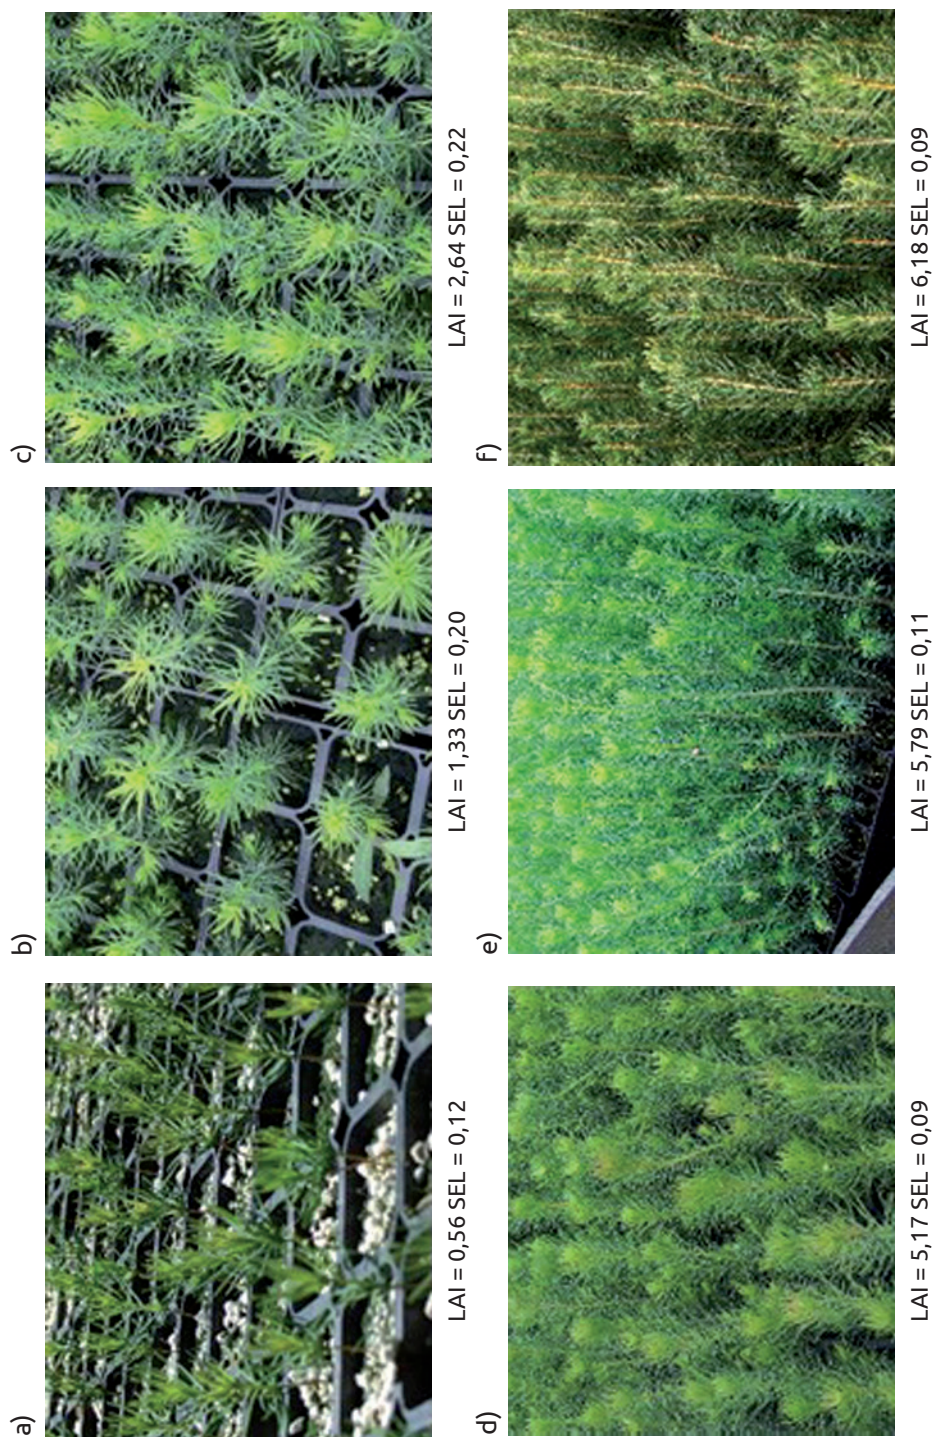 a)
LAI = 0,56 SEL = 0,12
b)
LAI = 1,33 SEL = 0,20
c)
LAI = 2,64 SEL = 0,22
d)
LAI = 5,17 SEL = 0,09
e)
LAI = 5,79 SEL = 0,11
f)
LAI = 6,18 SEL = 0,09